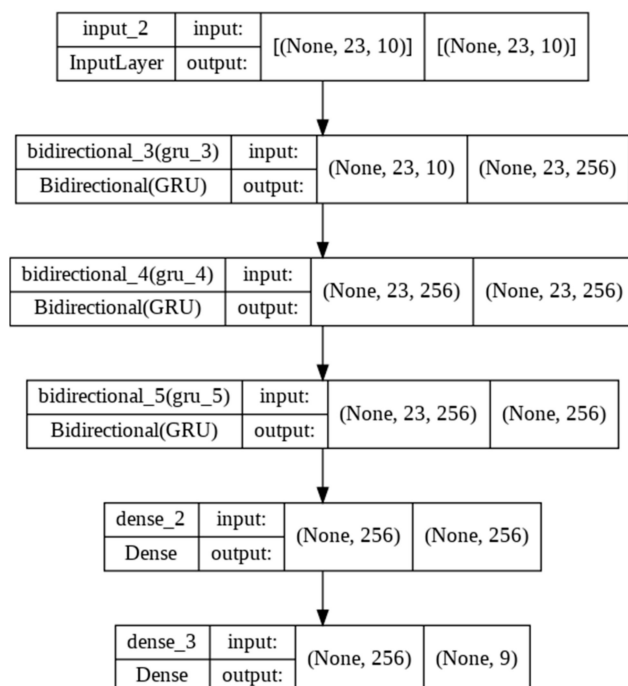 input_2 input: [(None, 23, 10)] [(None, 23, 10)]
InputLayer output:
bidirectional_3(gru_3) input: (None, 23, 10) (None, 23, 256)
Bidirectional(GRU) output:
bidirectional_4(gru_4) input: (None, 23, 256) (None, 23, 256)
Bidirectional(GRU) output:
bidirectional_5(gru_5) input: (None, 23, 256) (None, 256)
Bidirectional(GRU) output:
dense_2 input: (None, 256) (None, 256)
Dense output:
dense_3 input: (None, 256) (None, 9)
Dense output: